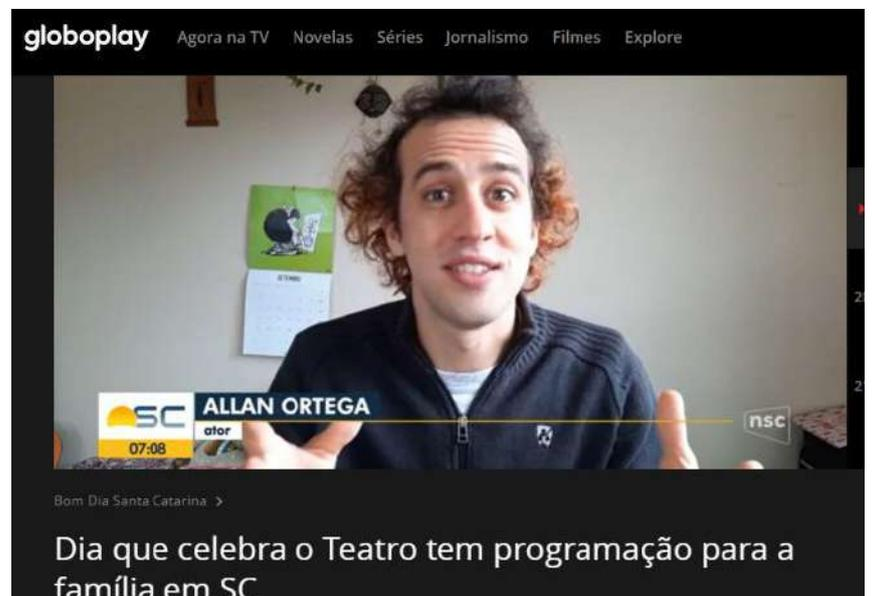 globoplay Agora na TV Novelas Séries Jornalismo Filmes Explore
SETEMBRO
SC ALLAN ORTEGA
ator
07:08
nsc
Bom Dia Santa Catarina >
Dia que celebra o Teatro tem programação para a
família em SC